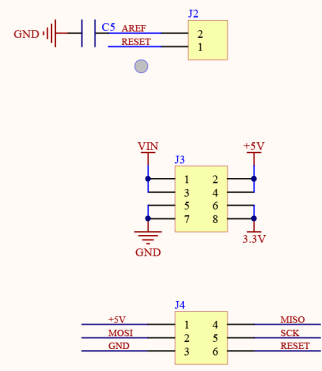 J2
C5 AREF 2
GND
RESET 1
VIN +5V
J3
1 2
3 4
5 6
7 8
GND 3.3V
J4
+5V 1 4 MISO
MOSI 2 5 SCK
GND 3 6 RESET